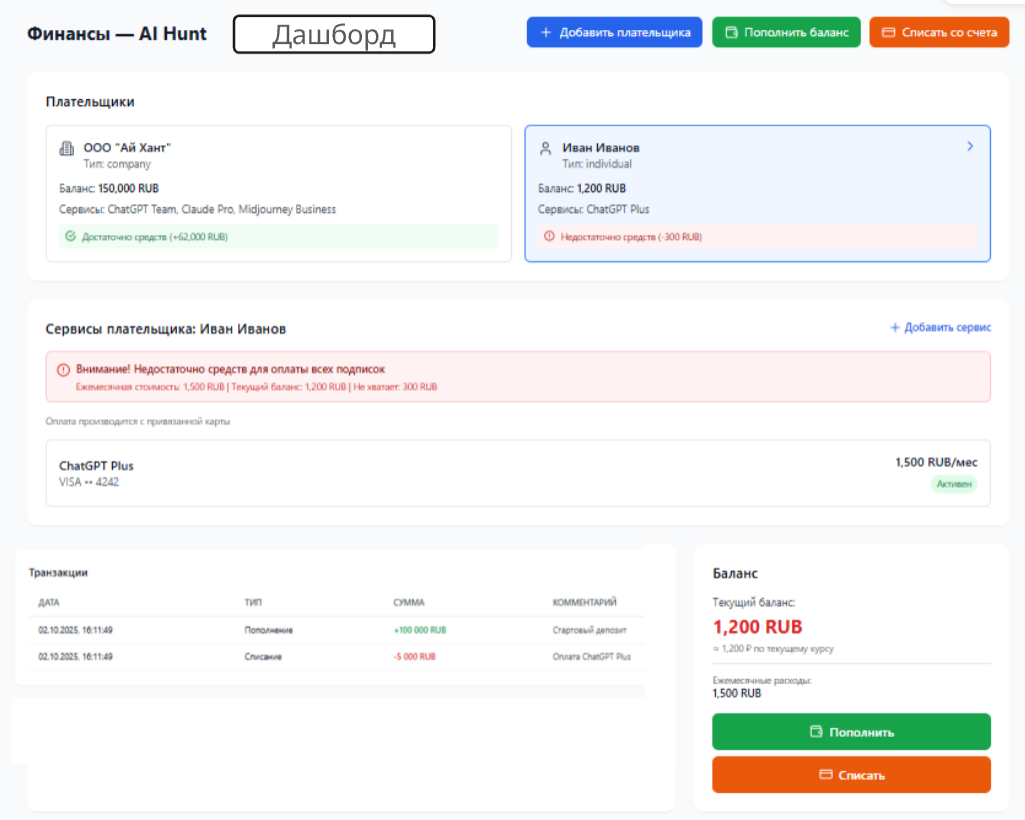 Финансы — AI Hunt
Дашборд
+ Добавить плательщика
Пополнить баланс
Списать со счета
Плательщики
ООО "Ай Хант"
Тип: company
Баланс: 150,000 RUB
Сервисы: ChatGPT Team, Claude Pro, Midjourney Business
Достаточно средств (+62,000 RUB)
Иван Иванов
Тип: individual
Баланс: 1,200 RUB
Сервисы: ChatGPT Plus
Недостаточно средств (-300 RUB)
Сервисы плательщика: Иван Иванов
+ Добавить сервис
Внимание! Недостаточно средств для оплаты всех подписок
Ежемесячная стоимость: 1,500 RUB | Текущий баланс: 1,200 RUB | Не хватает: 300 RUB
Оплата производится с привязанной карты
ChatGPT Plus
VISA •• 4242
1,500 RUB/мес
Активен
Транзакции
ДАТА ТИП СУММА КОММЕНТАРИЙ
02.10.2025, 16:11:49 Пополнение +100 000 RUB Стартовый депозит
02.10.2025, 16:11:49 Списание -5 000 RUB Оплата ChatGPT Plus
Баланс
Текущий баланс:
1,200 RUB
≈ 1,200 ₽ по текущему курсу
Ежемесячные расходы:
1,500 RUB
Пополнить
Списать